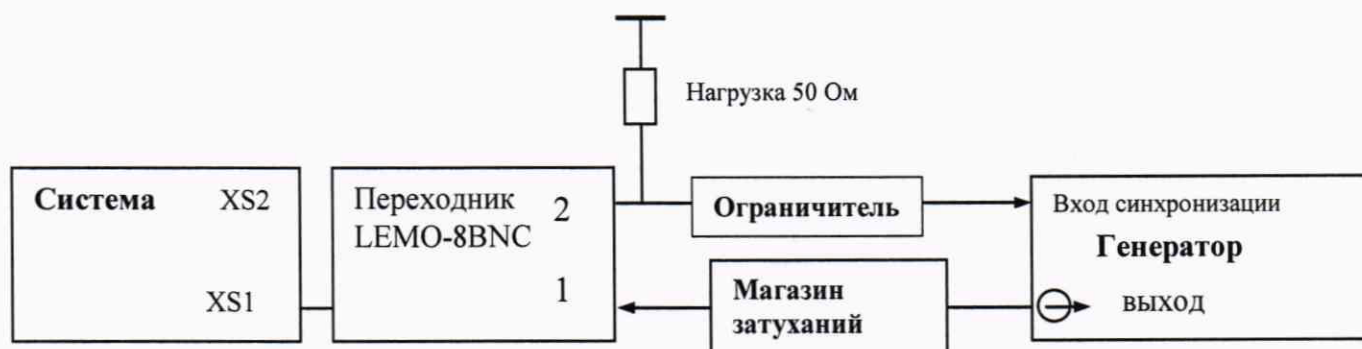 Нагрузка 50 Ом
Система XS2
XS1
Переходник
LEMO-8BNC
2
1
Ограничитель
Магазин
затуханий
Вход синхронизации
Генератор
выход